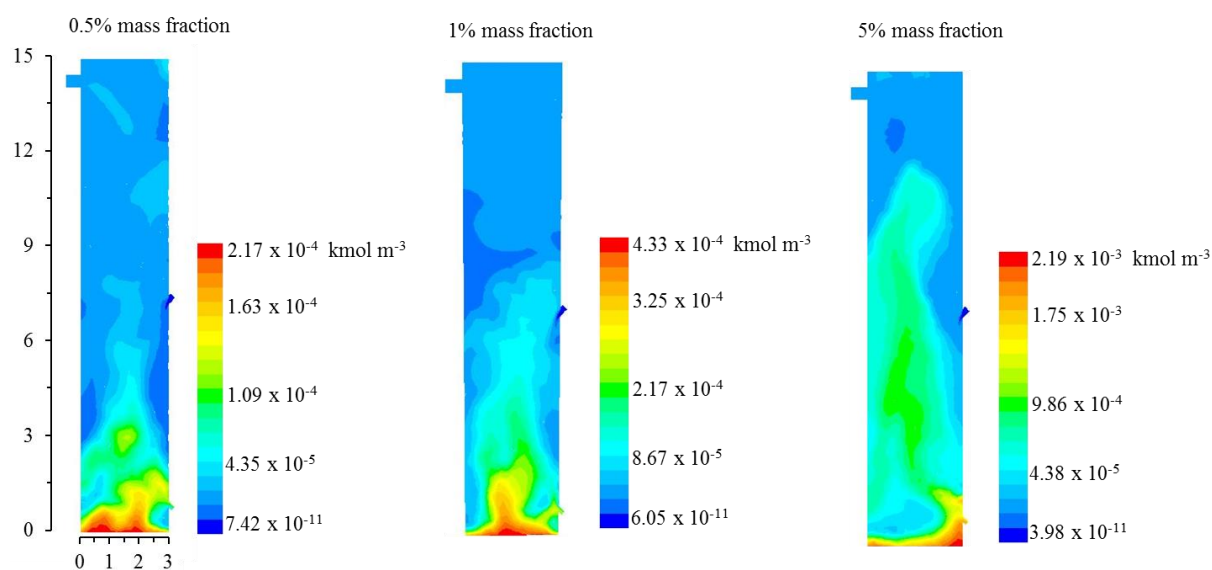 0.5% mass fraction
1% mass fraction
5% mass fraction
15
12
9
6
3
0
0 1 2 3
2.17 x 10⁻⁴ kmol m⁻³
1.63 x 10⁻⁴
1.09 x 10⁻⁴
4.35 x 10⁻⁵
7.42 x 10⁻¹¹
4.33 x 10⁻⁴ kmol m⁻³
3.25 x 10⁻⁴
2.17 x 10⁻⁴
8.67 x 10⁻⁵
6.05 x 10⁻¹¹
2.19 x 10⁻³ kmol m⁻³
1.75 x 10⁻³
9.86 x 10⁻⁴
4.38 x 10⁻⁵
3.98 x 10⁻¹¹